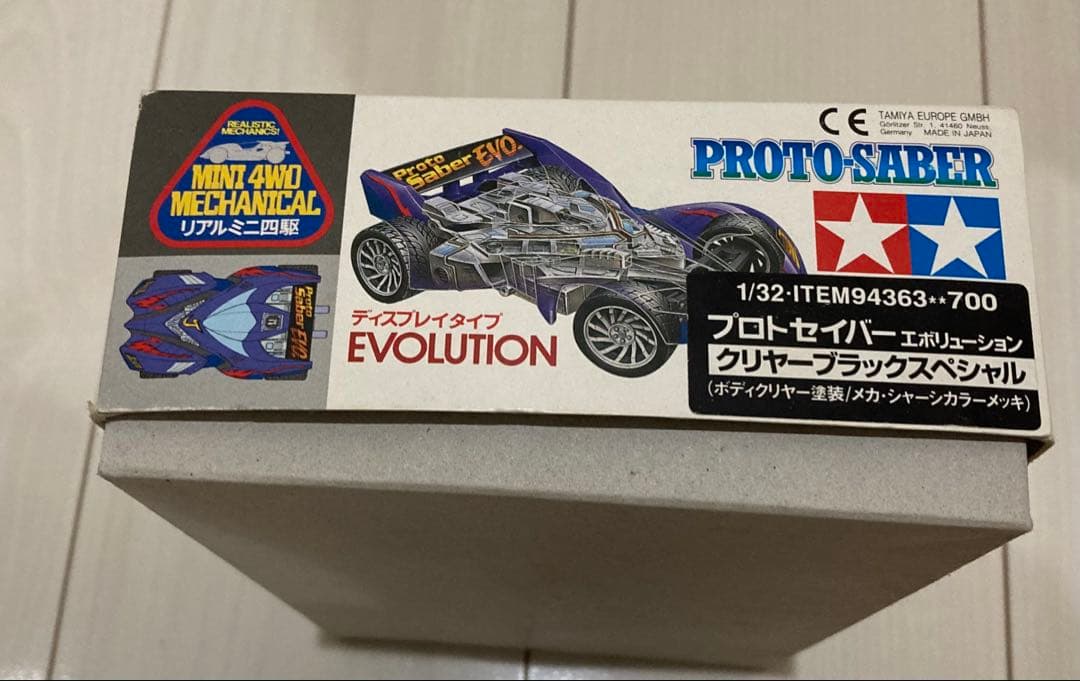 REALISTIC
MECHANICS!
MINI 4WD
MECHANICAL
リアルミニ四駆
Proto
Saber EVO.
ディスプレイタイプ
EVOLUTION
CE TAMIYA EUROPE GMBH
Görlitzer Str. 1, 41460 Neuss,
Germany MADE IN JAPAN
PROTO-SABER
1/32・ITEM94363**700
プロトセイバー エボリューション
クリヤーブラックスペシャル
(ボディクリヤー塗装/メカ・シャーシカラーメッキ)
Proto
Saber EVO.
J